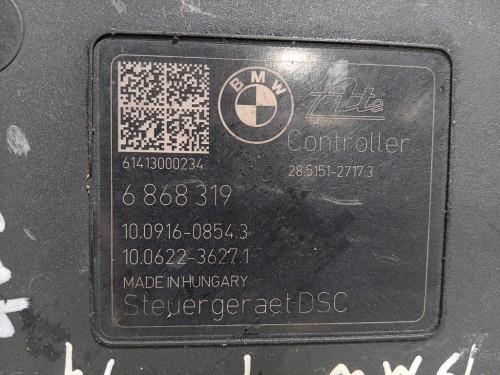 BMW
Ate
Controller
61413000234
28.5151-2717.3
6 868 319
10.0916-0854.3
10.0622-3627.1
MADE IN HUNGARY
Steuergeraet DSC